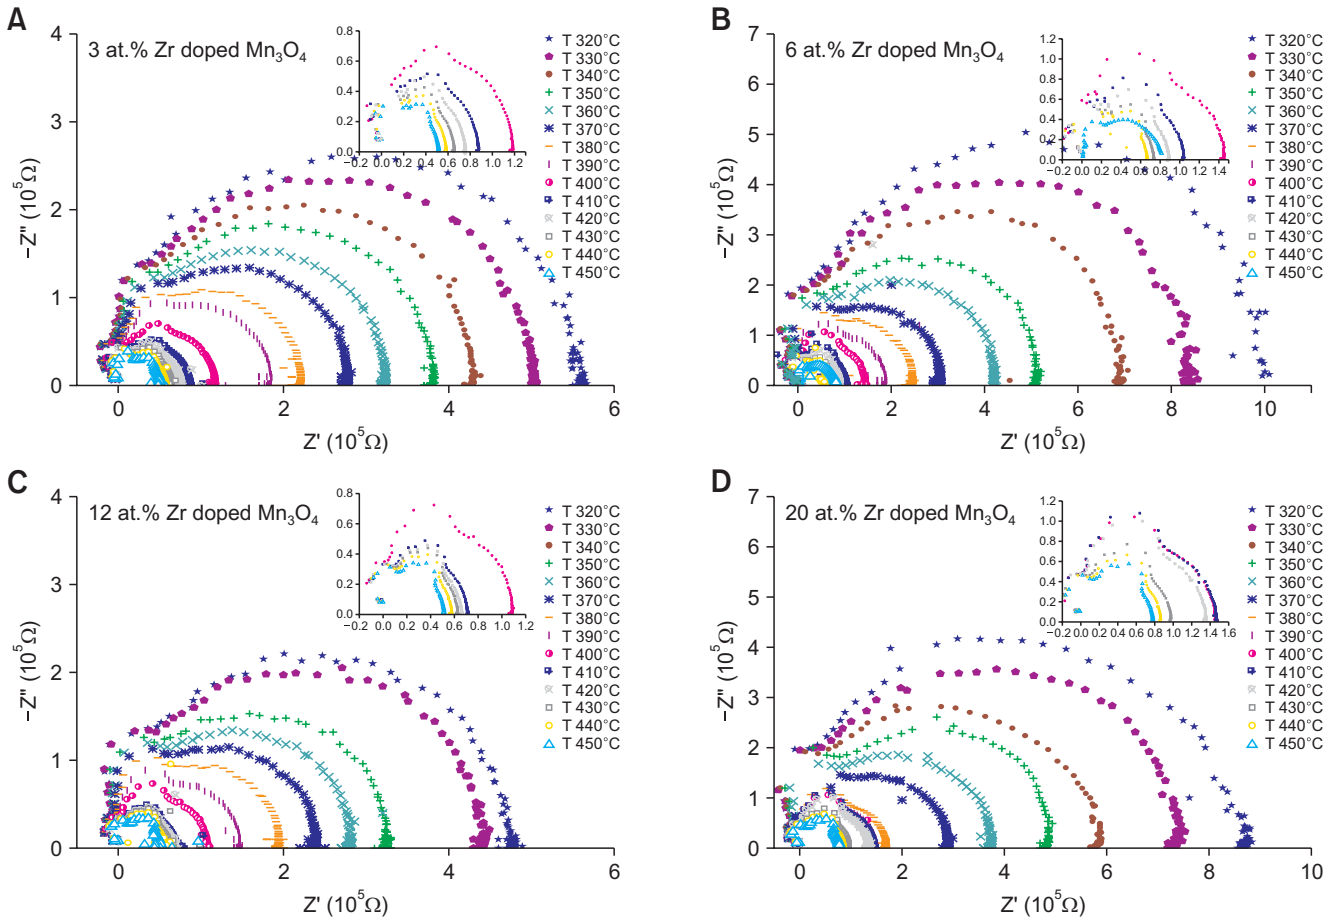 A
3 at.% Zr doped Mn3O4
4
3
2
1
0
−Z'' (10^5Ω)
0 2 4 6
Z' (10^5Ω)
0.8
0.6
0.4
0.2
0.0
−0.2 0.0 0.2 0.4 0.6 0.8 1.0 1.2
T 320°C
T 330°C
T 340°C
T 350°C
T 360°C
T 370°C
T 380°C
T 390°C
T 400°C
T 410°C
T 420°C
T 430°C
T 440°C
T 450°C
B
6 at.% Zr doped Mn3O4
7
6
5
4
3
2
1
0
−Z'' (10^5Ω)
0 2 4 6 8 10
Z' (10^5Ω)
1.2
1.0
0.8
0.6
0.4
0.2
0.0
−0.2 0.0 0.2 0.4 0.6 0.8 1.0 1.2 1.4
T 320°C
T 330°C
T 340°C
T 350°C
T 360°C
T 370°C
T 380°C
T 390°C
T 400°C
T 410°C
T 420°C
T 430°C
T 440°C
T 450°C
C
12 at.% Zr doped Mn3O4
4
3
2
1
0
−Z'' (10^5Ω)
0 2 4 6
Z' (10^5Ω)
0.8
0.6
0.4
0.2
0.0
−0.2 0.0 0.2 0.4 0.6 0.8 1.0 1.2
T 320°C
T 330°C
T 340°C
T 350°C
T 360°C
T 370°C
T 380°C
T 390°C
T 400°C
T 410°C
T 420°C
T 430°C
T 440°C
T 450°C
D
20 at.% Zr doped Mn3O4
7
6
5
4
3
2
1
0
−Z'' (10^5Ω)
0 2 4 6 8 10
Z' (10^5Ω)
1.2
1.0
0.8
0.6
0.4
0.2
0.0
−0.2 0.0 0.2 0.4 0.6 0.8 1.0 1.2 1.4 1.6
T 320°C
T 330°C
T 340°C
T 350°C
T 360°C
T 370°C
T 380°C
T 390°C
T 400°C
T 410°C
T 420°C
T 430°C
T 440°C
T 450°C